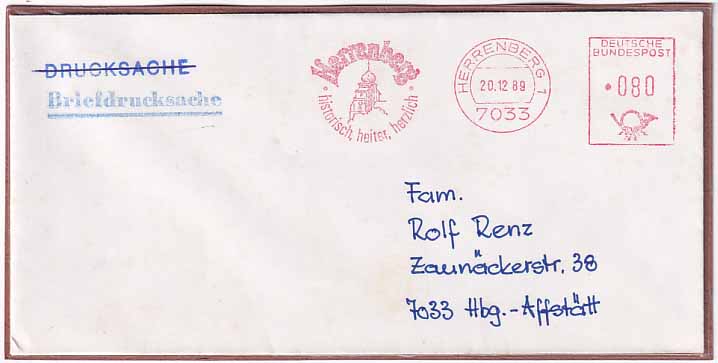 DRUCKSACHE
Briefdrucksache
Herrenberg
historisch, heiter, herzlich
HERRENBERG 1
20.12.89
7033
DEUTSCHE
BUNDESPOST
080
Fam.
Rolf Renz
Zaunäckerstr. 38
7033 Hbg.-Affstätt